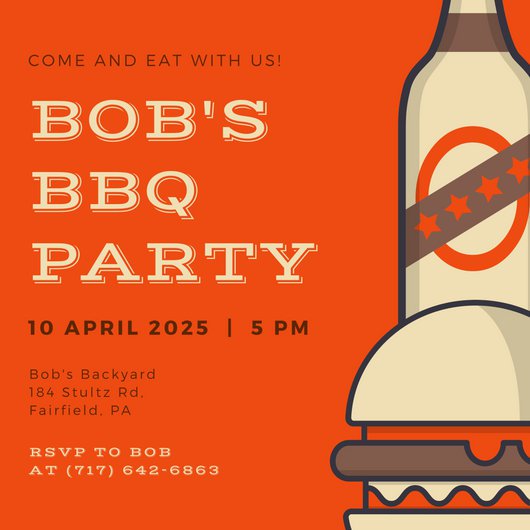 COME AND EAT WITH US!
BOB'S
BBQ
PARTY
10 APRIL 2025 | 5 PM
Bob's Backyard
184 Stultz Rd,
Fairfield, PA
RSVP TO BOB
AT (717) 642-6863